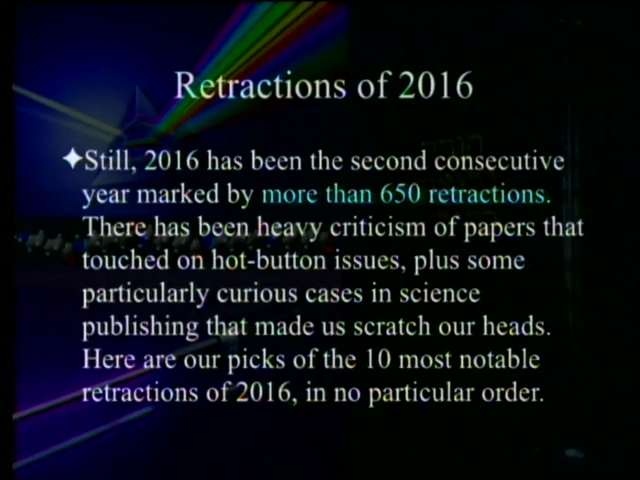 Retractions of 2016
✦Still, 2016 has been the second consecutive
year marked by more than 650 retractions.
There has been heavy criticism of papers that
touched on hot-button issues, plus some
particularly curious cases in science
publishing that made us scratch our heads.
Here are our picks of the 10 most notable
retractions of 2016, in no particular order.